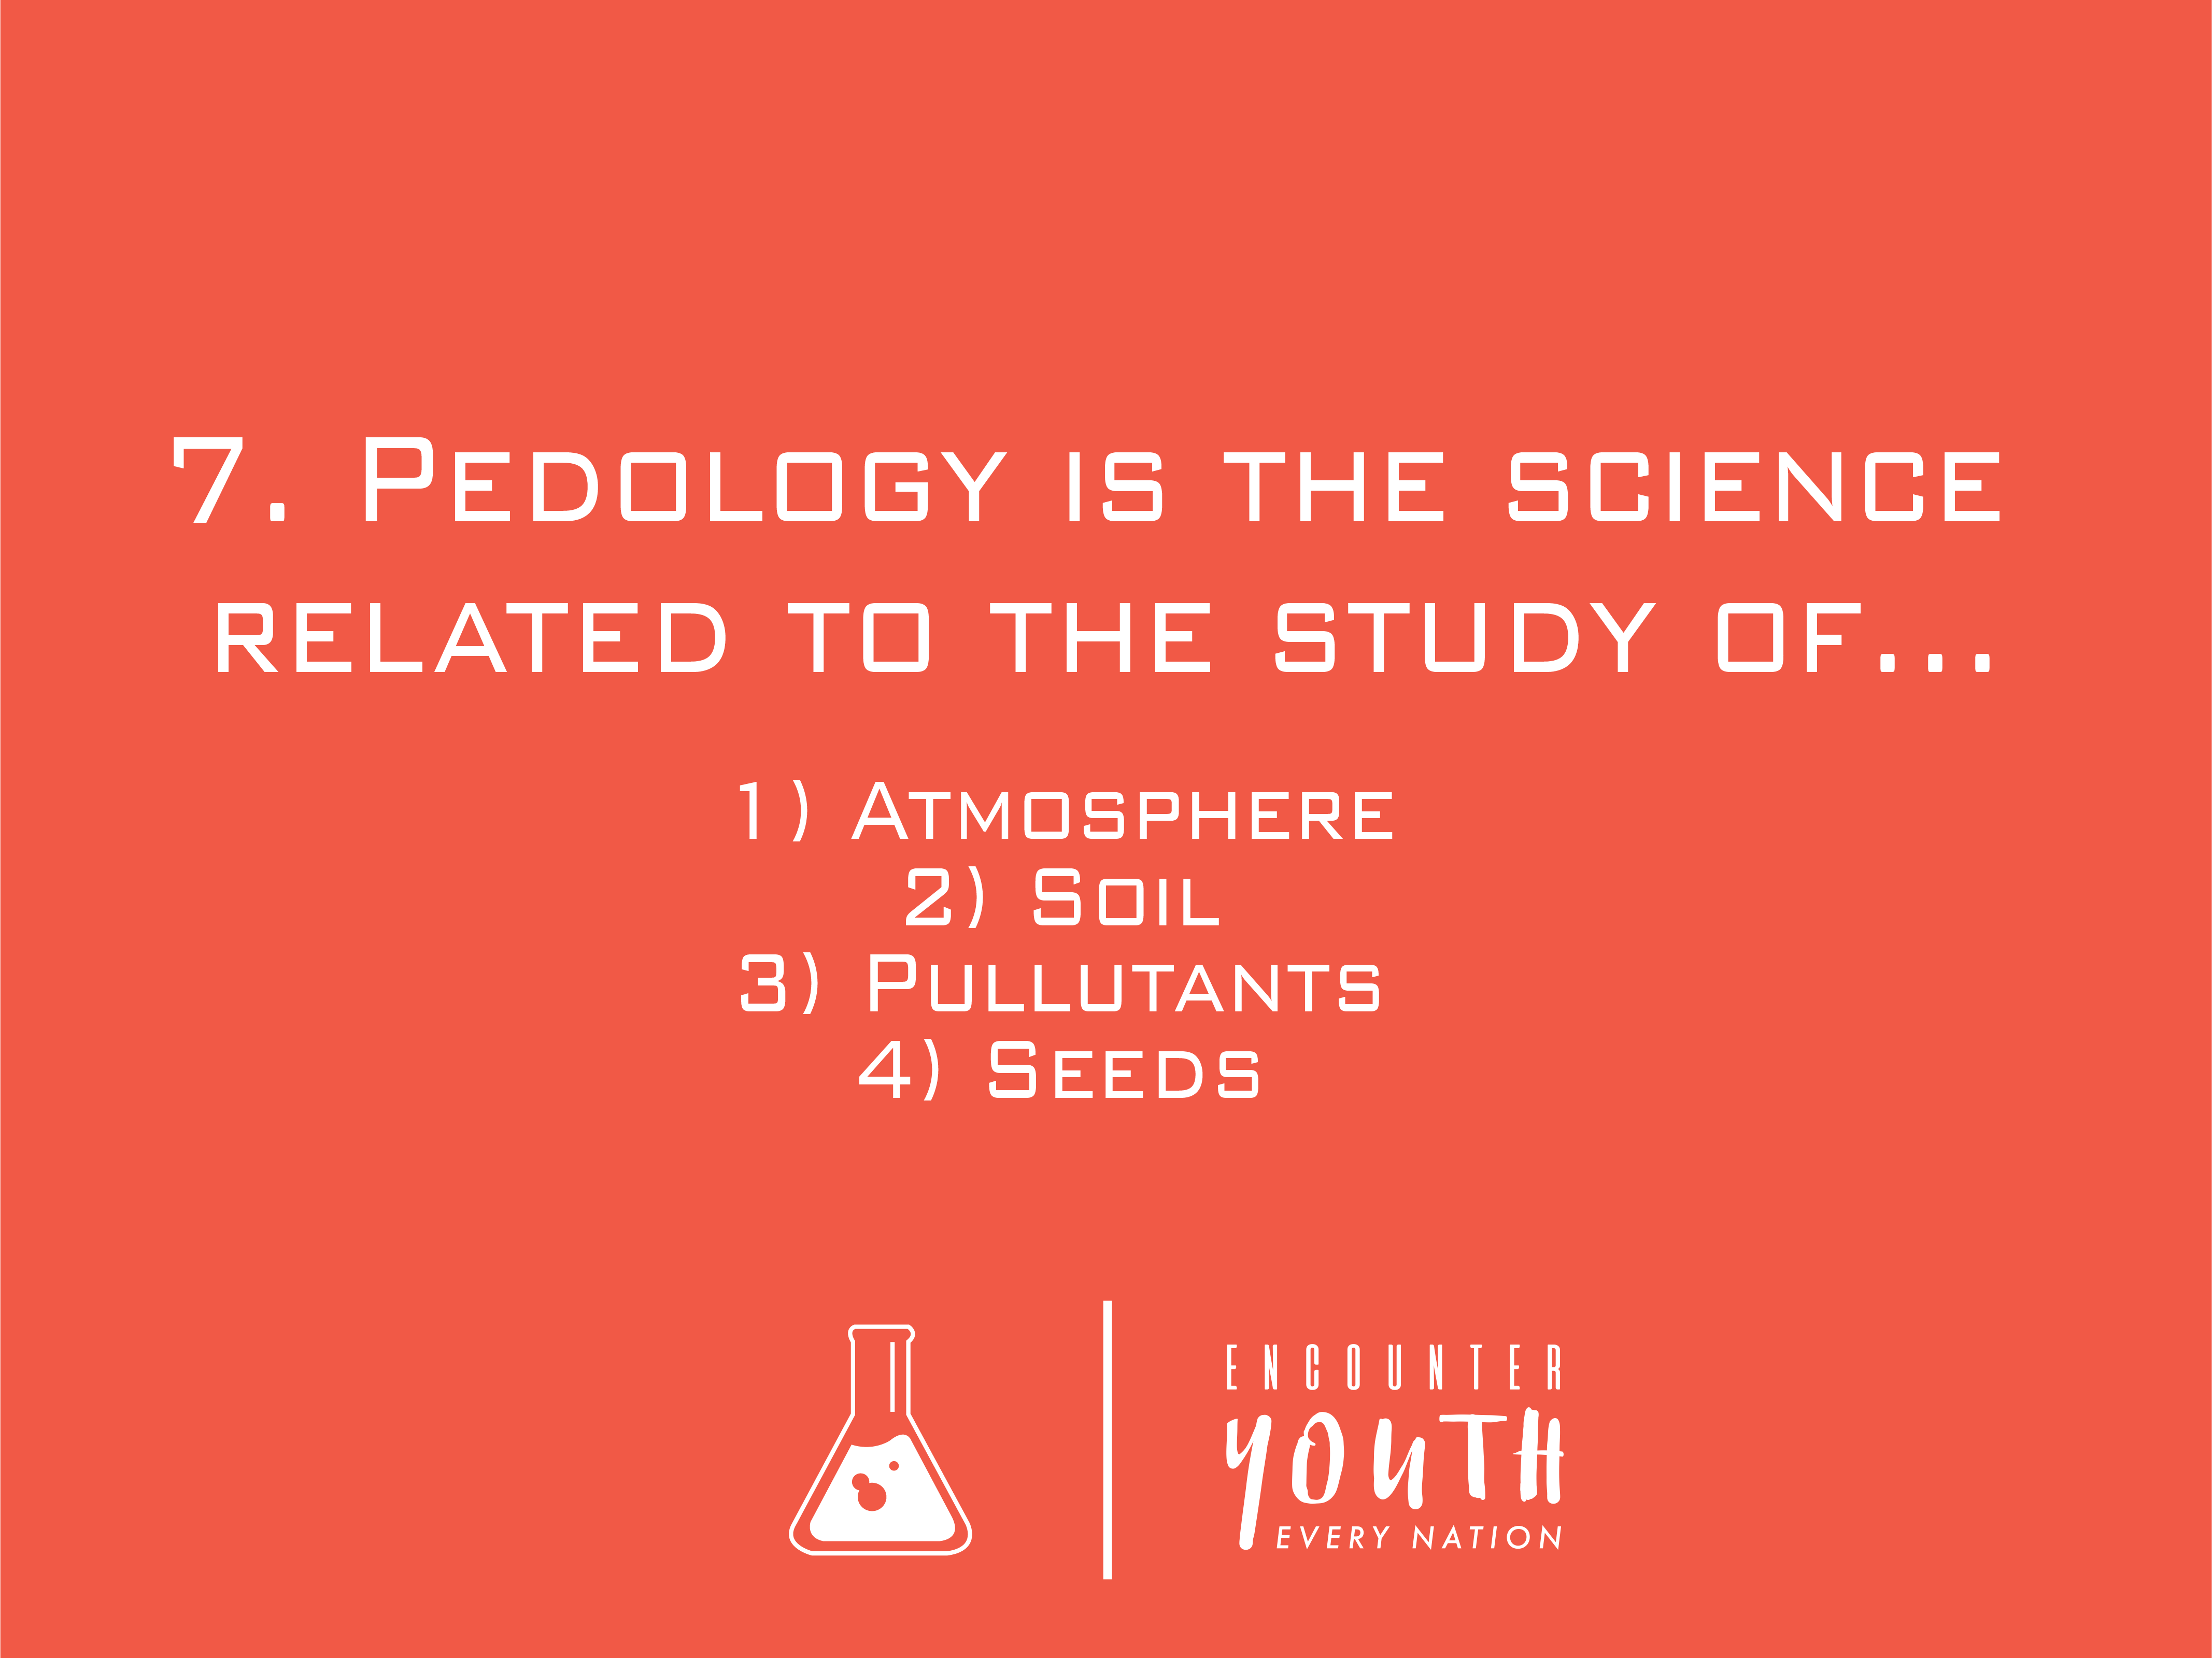 7. Pedology is the science
related to the study of...
1) Atmosphere
2) Soil
3) Pullutants
4) Seeds
ENCOUNTER
YOUTH
EVERY NATION